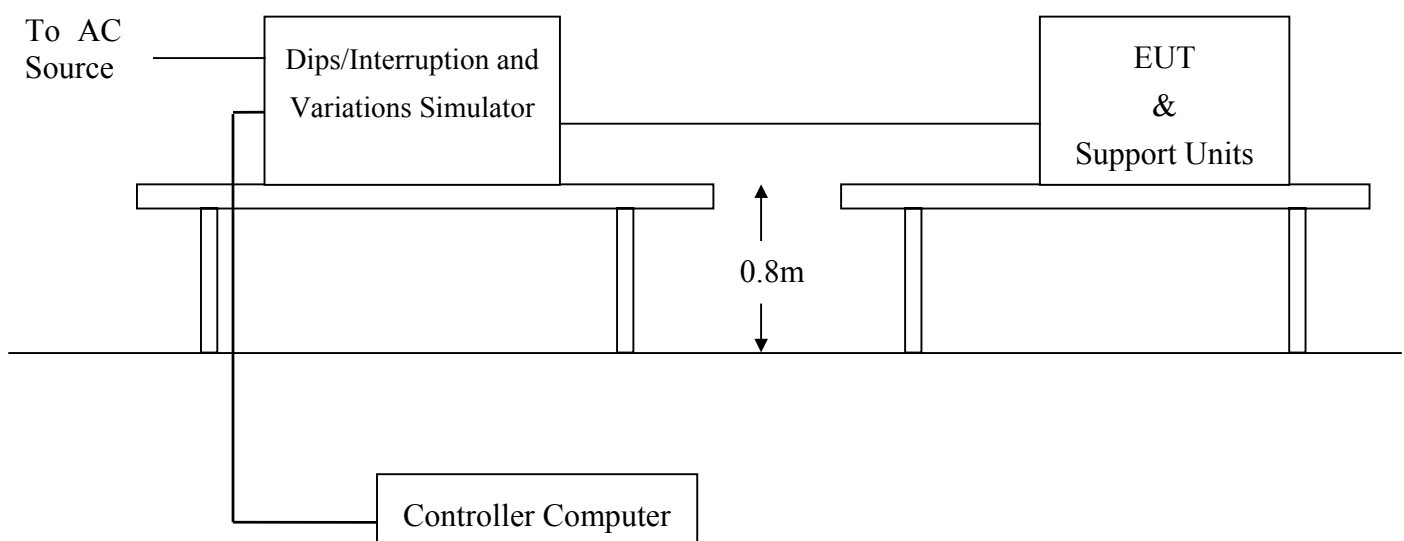 To AC
Source
Dips/Interruption and
Variations Simulator
EUT
&
Support Units
0.8m
Controller Computer